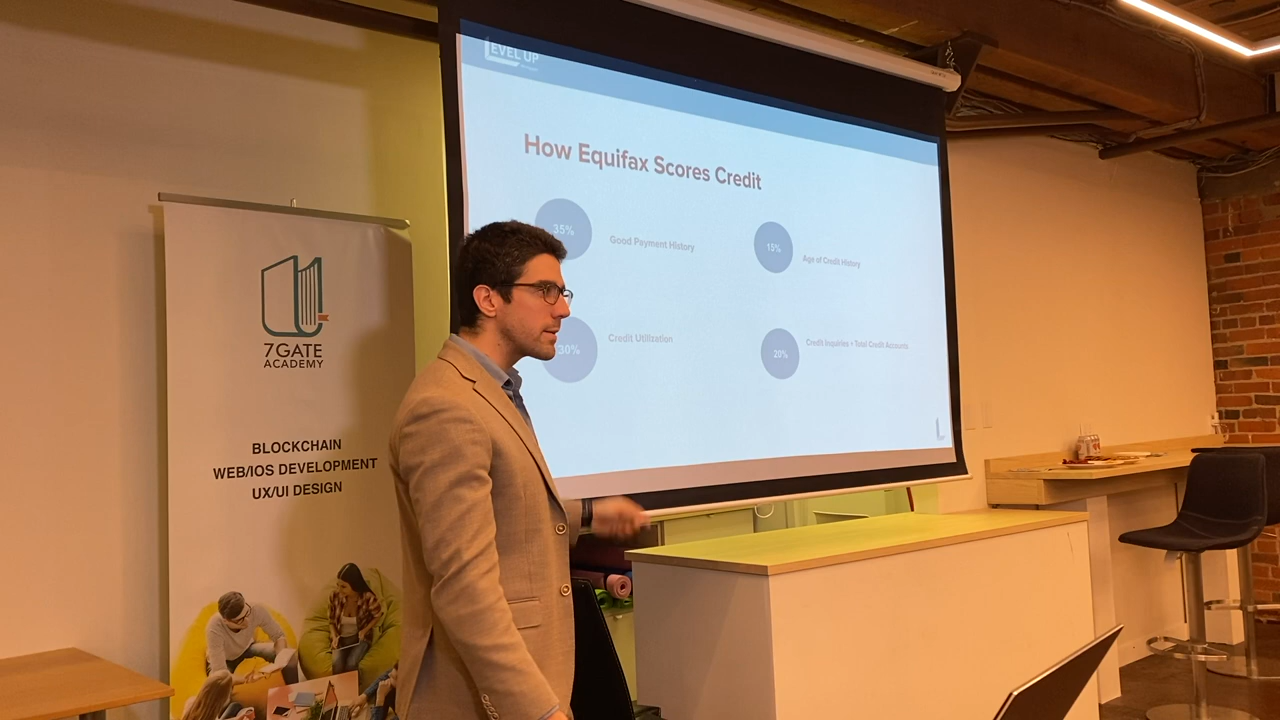 LEVEL UP
How Equifax Scores Credit
35%
Good Payment History
15%
Age of Credit History
30%
Credit Utilization
20%
Credit Inquiries + Total Credit Accounts
7GATE
ACADEMY
BLOCKCHAIN
WEB/IOS DEVELOPMENT
UX/UI DESIGN